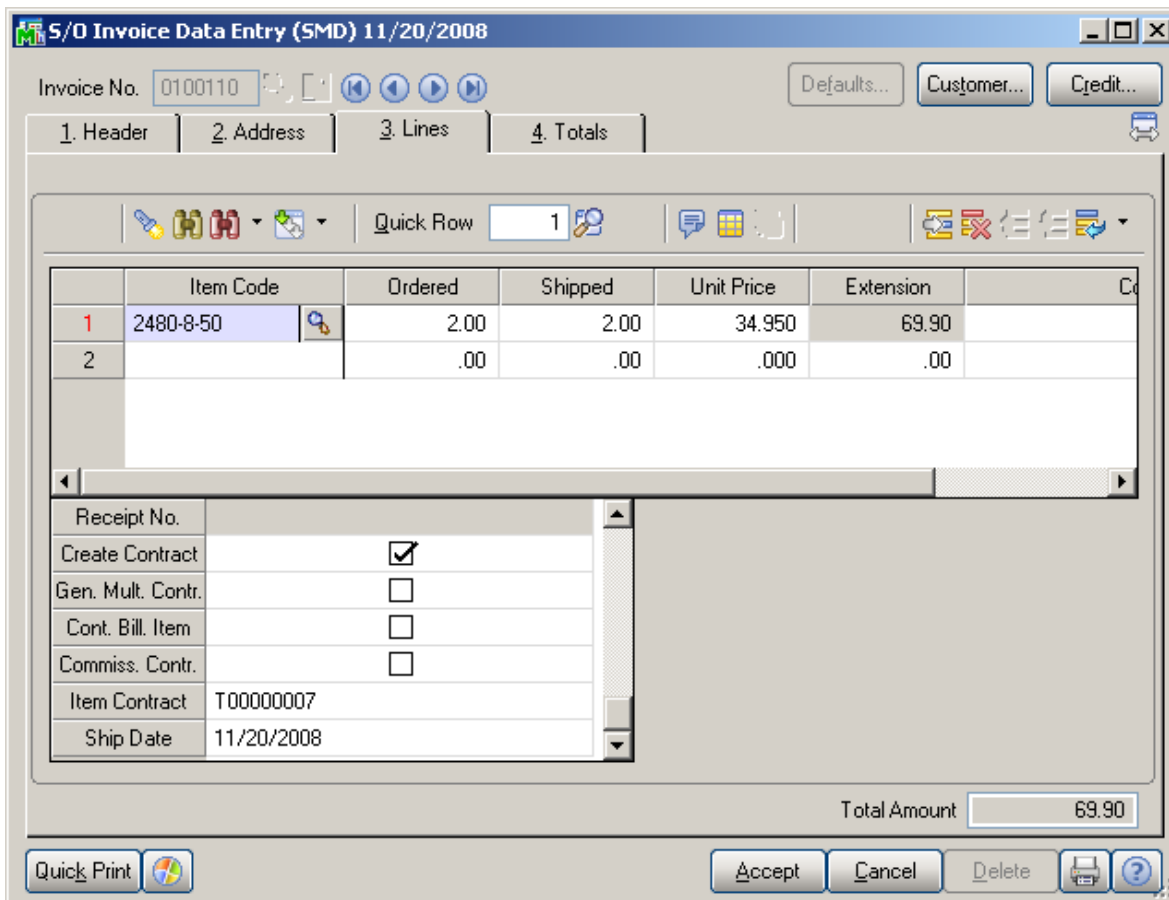 S/O Invoice Data Entry (SMD) 11/20/2008
Invoice No. 0100110 Defaults... Customer... Credit...
1. Header 2. Address 3. Lines 4. Totals
Quick Row 1
Item Code Ordered Shipped Unit Price Extension
1 2480-8-50 2.00 2.00 34.950 69.90
2 .00 .00 .000 .00
Receipt No.
Create Contract
Gen. Mult. Contr.
Cont. Bill. Item
Commiss. Contr.
Item Contract T00000007
Ship Date 11/20/2008
Total Amount 69.90
Quick Print Accept Cancel Delete ?